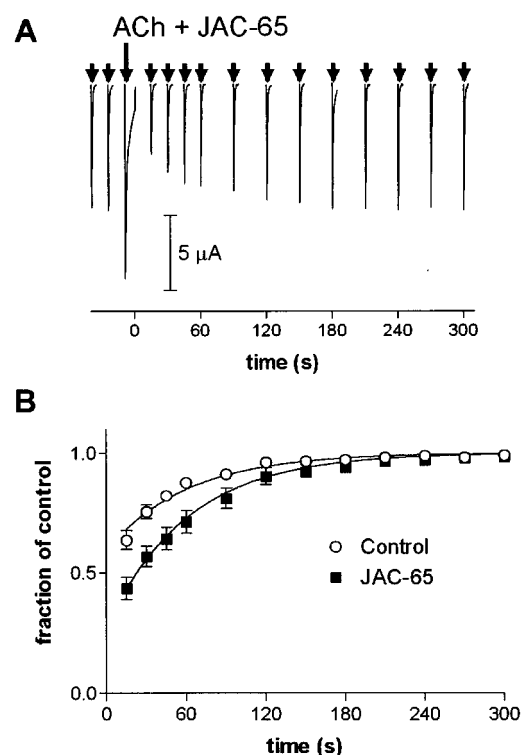 A
ACh + JAC-65
5 μA
0 60 120 180 240 300
time (s)
B
1.0
0.5
0.0
fraction of control
Control
JAC-65
0 60 120 180 240 300
time (s)